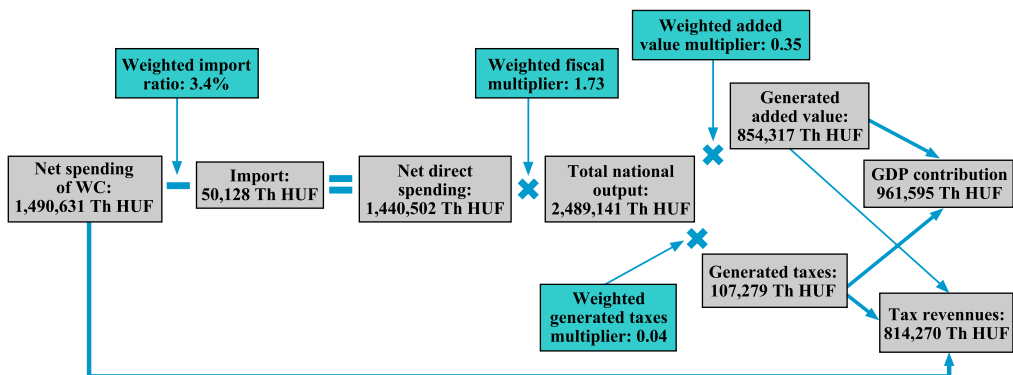 Weighted import
ratio: 3.4%
Weighted fiscal
multiplier: 1.73
Weighted added
value multiplier: 0.35
Net spending
of WC:
1,490,631 Th HUF
Import:
50,128 Th HUF
Net direct
spending:
1,440,502 Th HUF
Total national
output:
2,489,141 Th HUF
Generated
added value:
854,317 Th HUF
GDP contribution
961,595 Th HUF
Weighted
generated taxes
multiplier: 0.04
Generated taxes:
107,279 Th HUF
Tax revennues:
814,270 Th HUF